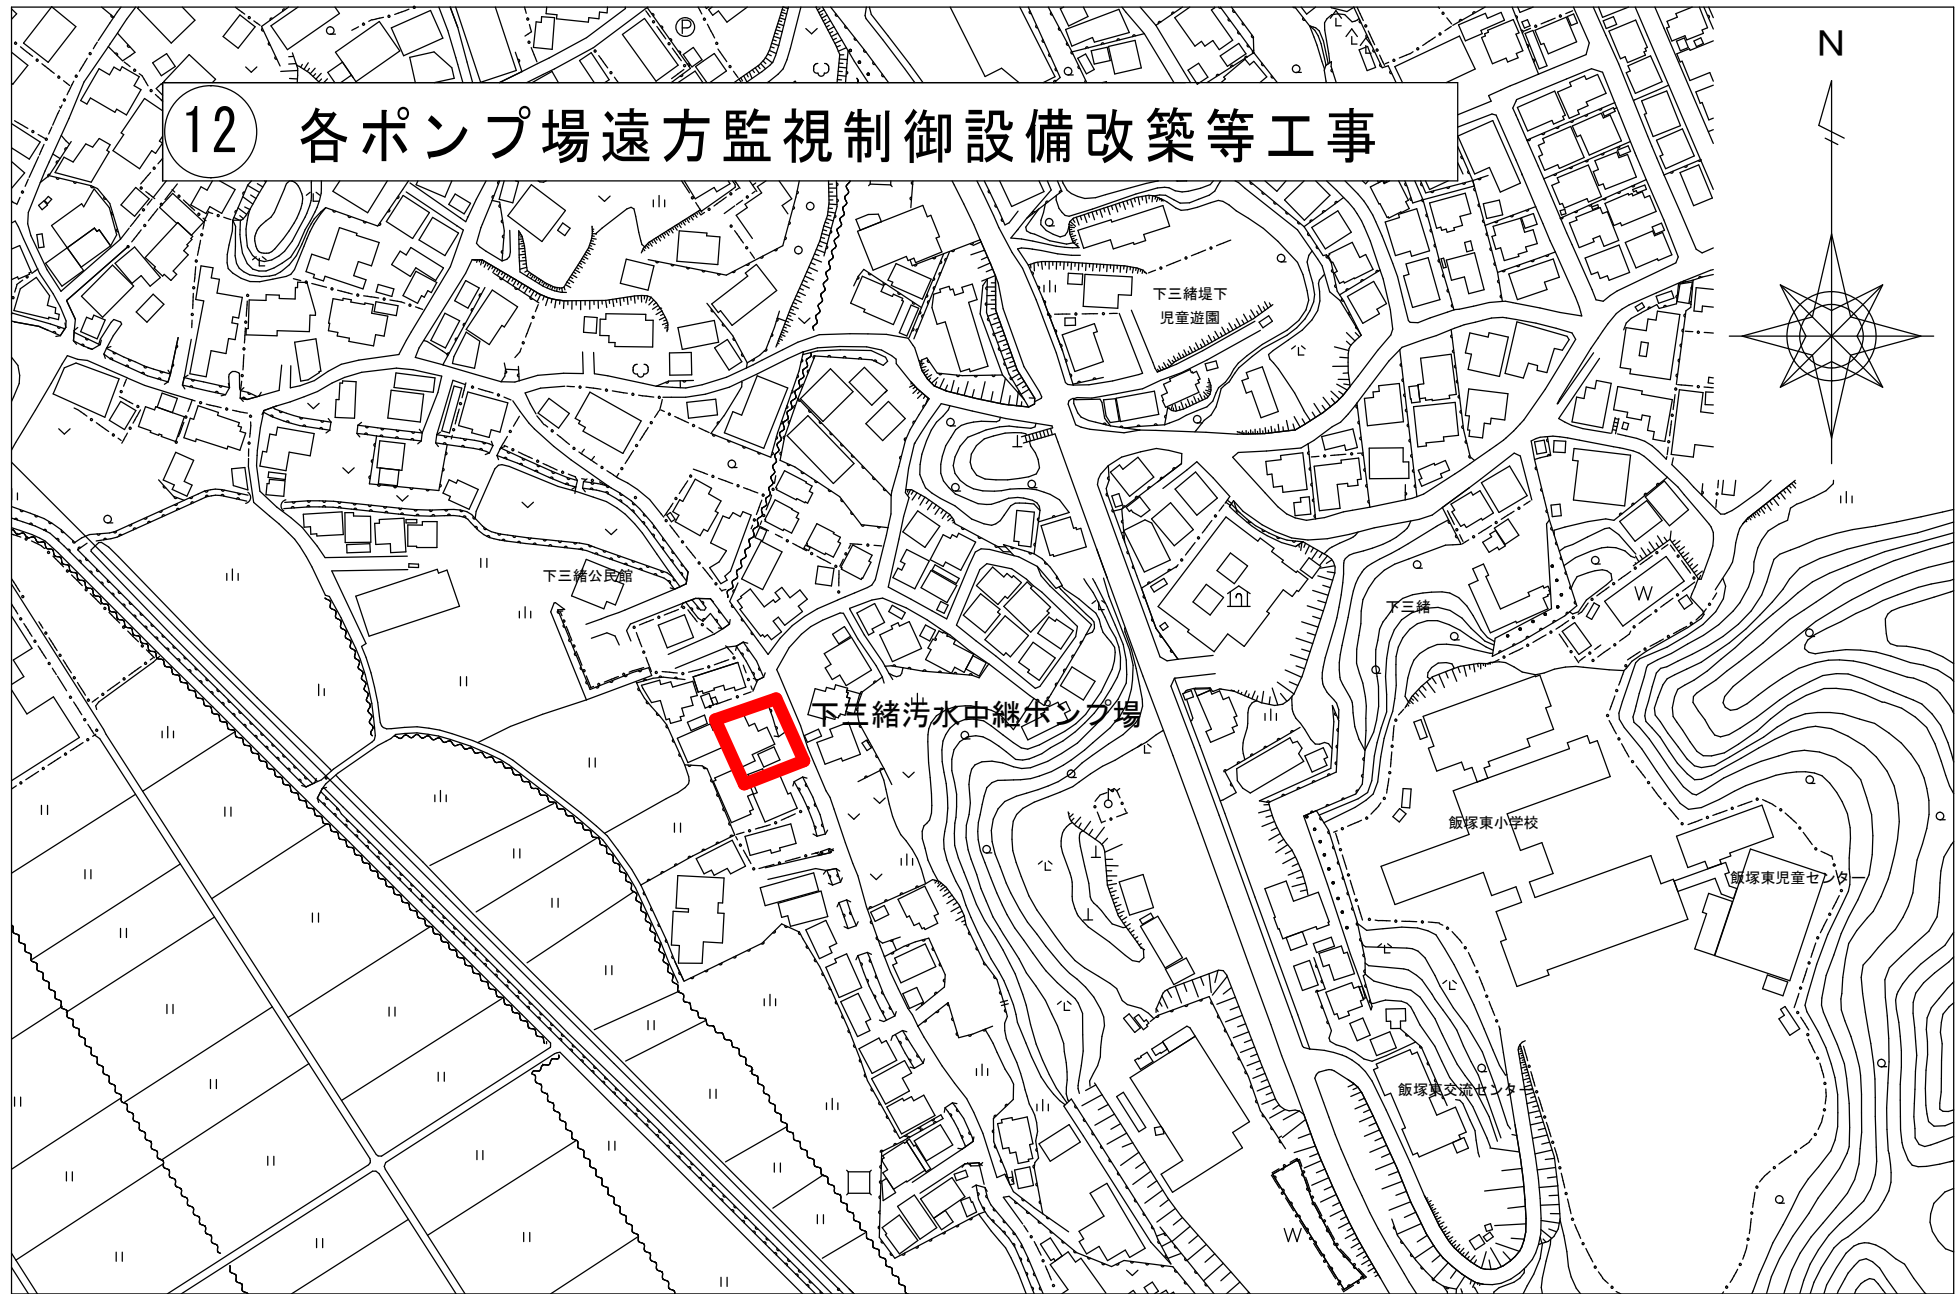 N
12 各ポンプ場遠方監視制御設備改築等工事
P
下三緒堤下
児童遊園
下三緒公民館
下三緒
W
下三緒汚水中継ポンプ場
飯塚東小学校
飯塚東児童センター
飯塚東交流センター
W